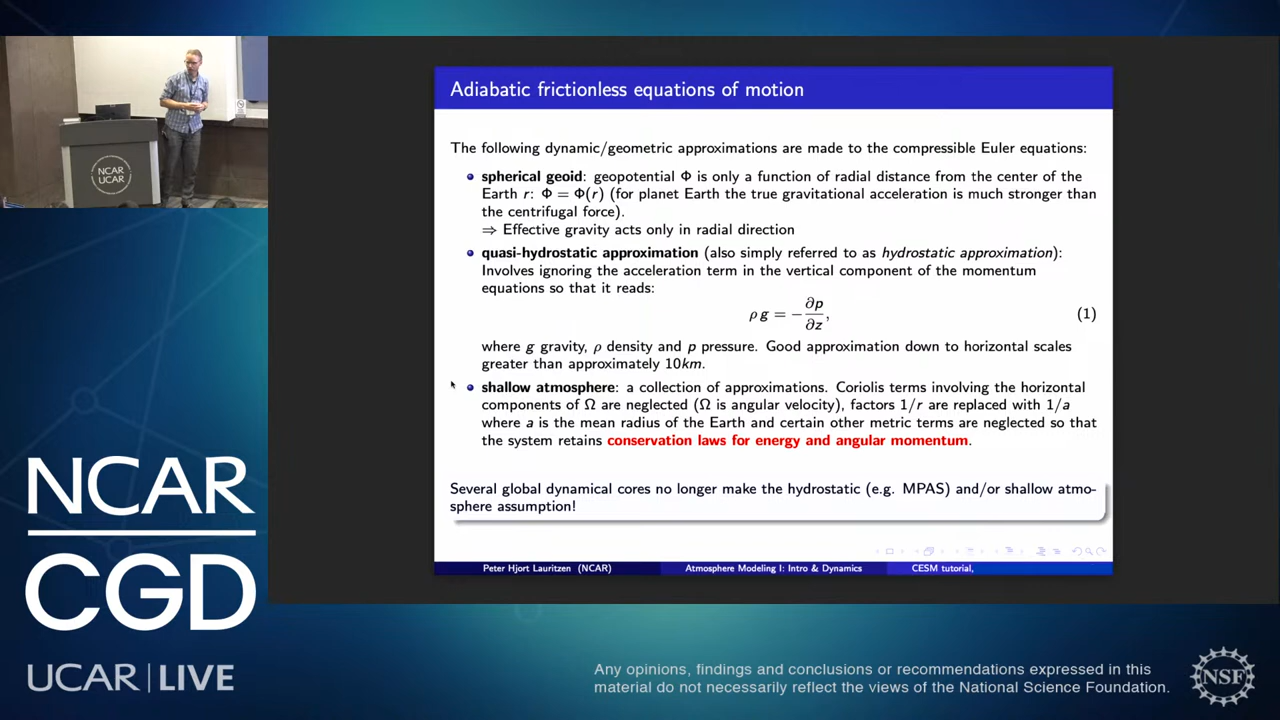 NCAR
UCAR
Adiabatic frictionless equations of motion
The following dynamic/geometric approximations are made to the compressible Euler equations:
spherical geoid: geopotential Φ is only a function of radial distance from the center of the
Earth r: Φ = Φ(r) (for planet Earth the true gravitational acceleration is much stronger than
the centrifugal force).
⇒ Effective gravity acts only in radial direction
quasi-hydrostatic approximation (also simply referred to as hydrostatic approximation):
Involves ignoring the acceleration term in the vertical component of the momentum
equations so that it reads:
ρ g = −∂p/∂z, (1)
where g gravity, ρ density and p pressure. Good approximation down to horizontal scales
greater than approximately 10km.
shallow atmosphere: a collection of approximations. Coriolis terms involving the horizontal
components of Ω are neglected (Ω is angular velocity), factors 1/r are replaced with 1/a
where a is the mean radius of the Earth and certain other metric terms are neglected so that
the system retains conservation laws for energy and angular momentum.
Several global dynamical cores no longer make the hydrostatic (e.g. MPAS) and/or shallow atmo-
sphere assumption!
Peter Hjort Lauritzen (NCAR) Atmosphere Modeling I: Intro & Dynamics CESM tutorial,
NCAR
CGD
UCAR | LIVE
Any opinions, findings and conclusions or recommendations expressed in this
material do not necessarily reflect the views of the National Science Foundation.
NSF